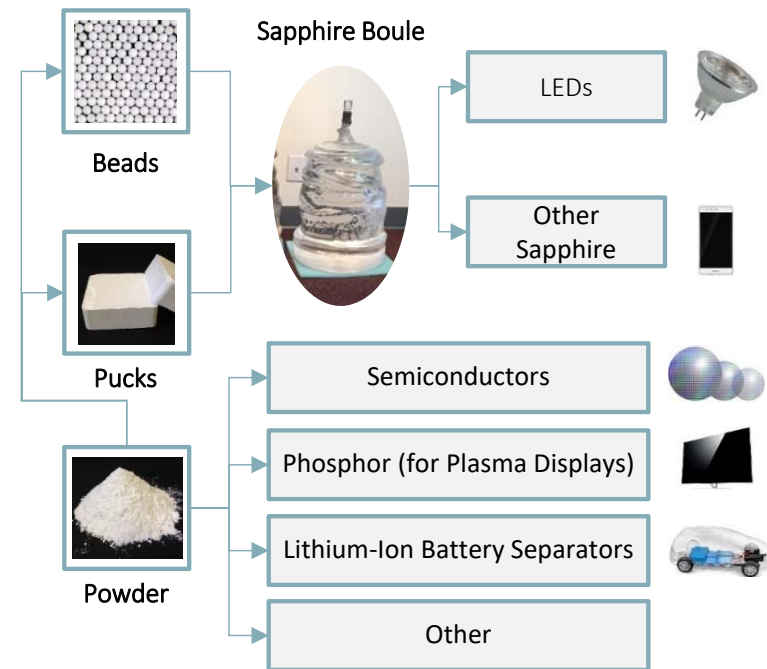 Sapphire Boule
Beads
LEDs
Other
Sapphire
Pucks
Semiconductors
Phosphor (for Plasma Displays)
Lithium-Ion Battery Separators
Powder
Other